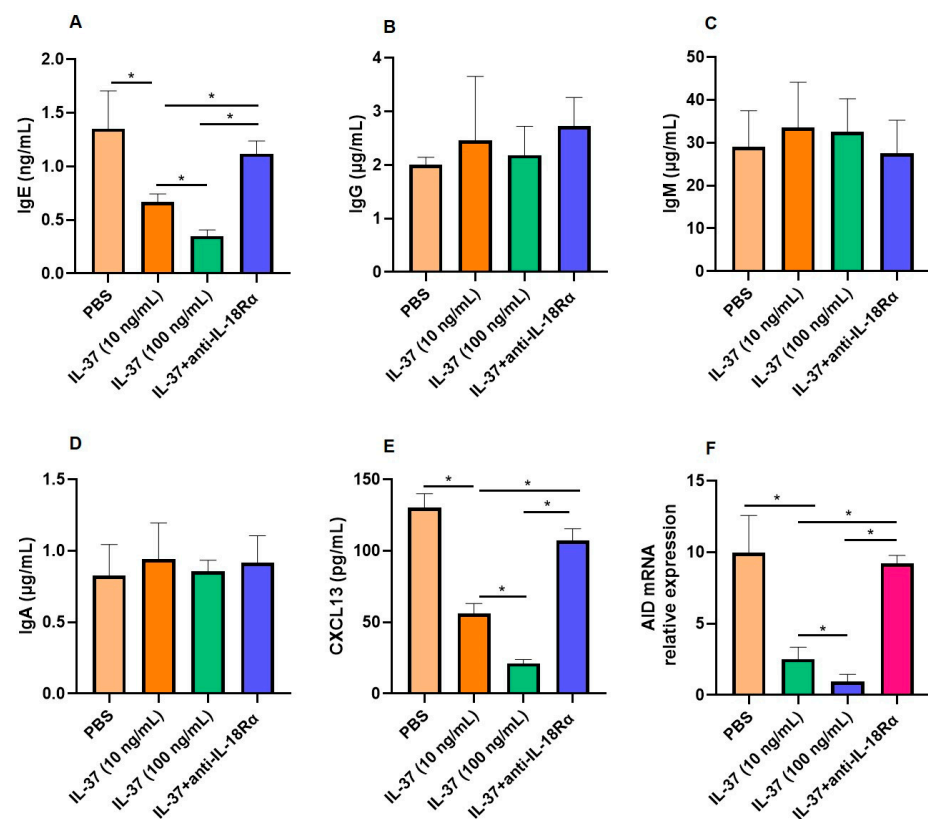 A
IgE (ng/mL)
2.0
1.5
1.0
0.5
0.0
*
*
*
*
PBS
IL-37 (10 ng/mL)
IL-37 (100 ng/mL)
IL-37+anti-IL-18Rα
B
IgG (µg/mL)
4
3
2
1
0
PBS
IL-37 (10 ng/mL)
IL-37 (100 ng/mL)
IL-37+anti-IL-18Rα
C
IgM (µg/mL)
50
40
30
20
10
0
PBS
IL-37 (10 ng/mL)
IL-37 (100 ng/mL)
IL-37+anti-IL-18Rα
D
IgA (µg/mL)
1.5
1.0
0.5
0.0
PBS
IL-37 (10 ng/mL)
IL-37 (100 ng/mL)
IL-37+anti-IL-18Rα
E
CXCL13 (pg/mL)
150
100
50
0
*
*
*
*
PBS
IL-37 (10 ng/mL)
IL-37 (100 ng/mL)
IL-37+anti-IL-18Rα
F
AID mRNA
relative expression
15
10
5
0
*
*
*
*
PBS
IL-37 (10 ng/mL)
IL-37 (100 ng/mL)
IL-37+anti-IL-18Rα